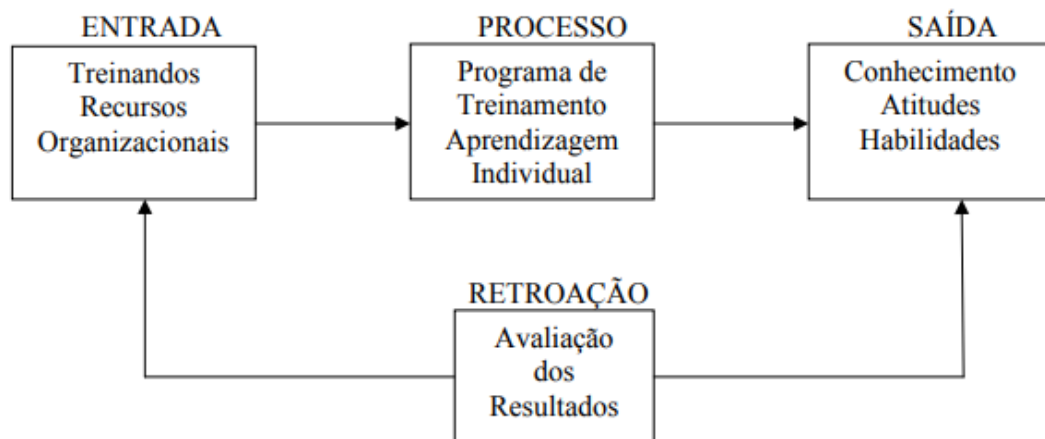 ENTRADA
Treinandos
Recursos
Organizacionais
PROCESSO
Programa de
Treinamento
Aprendizagem
Individual
SAÍDA
Conhecimento
Atitudes
Habilidades
RETROAÇÃO
Avaliação
dos
Resultados